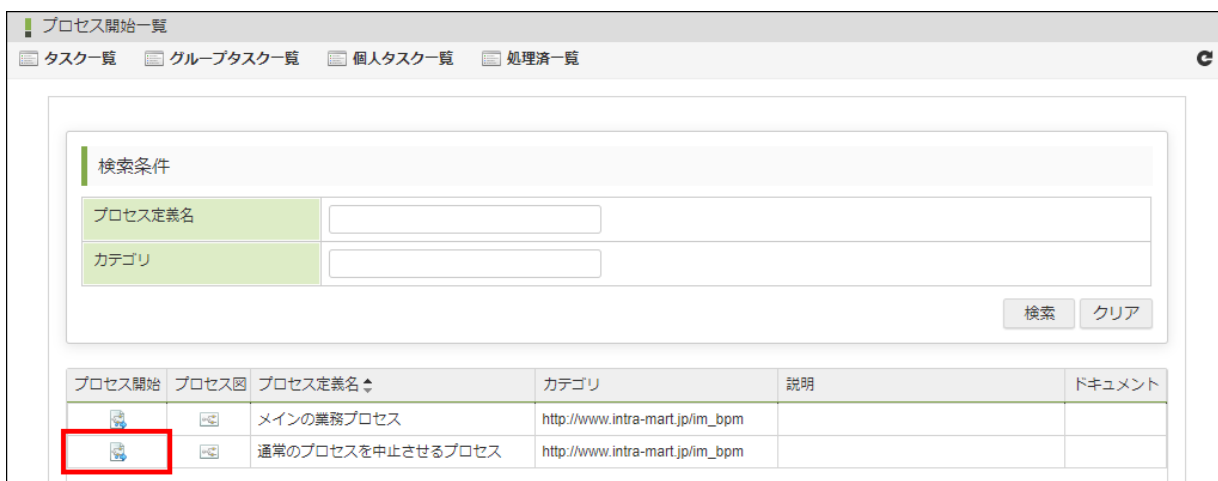 プロセス開始一覧
タスク一覧 グループタスク一覧 個人タスク一覧 処理済一覧
検索条件
プロセス定義名
カテゴリ
検索 クリア
プロセス開始 プロセス図 プロセス定義名 カテゴリ 説明 ドキュメント
メインの業務プロセス http://www.intra-mart.jp/im_bpm
通常のプロセスを中止させるプロセス http://www.intra-mart.jp/im_bpm